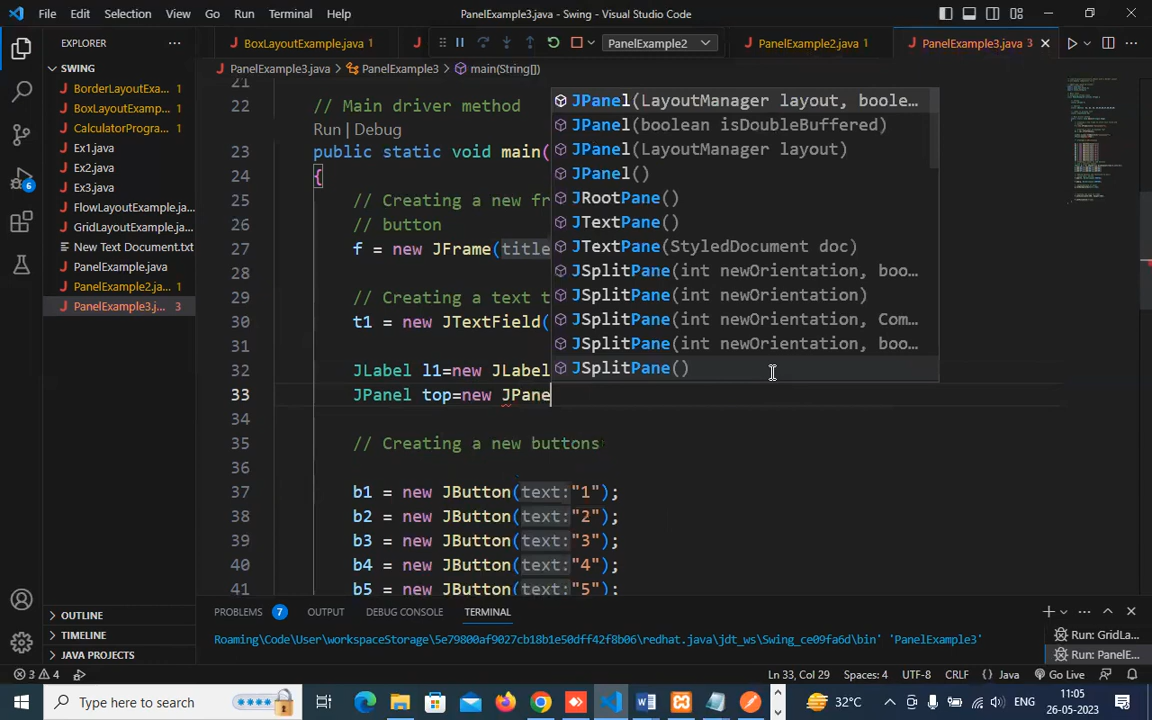 File Edit Selection View Go Run Terminal Help
PanelExample3.java - Swing - Visual Studio Code
EXPLORER
BoxLayoutExample.java 1
PanelExample2
PanelExample2.java 1
PanelExample3.java 3
SWING
BorderLayoutExa...
BoxLayoutExamp...
CalculatorProgra...
Ex1.java
Ex2.java
Ex3.java
FlowLayoutExample.ja...
GridLayoutExample.ja...
New Text Document.txt
PanelExample.java
PanelExample2.ja... 1
PanelExample3.j... 3
OUTLINE
TIMELINE
JAVA PROJECTS
6
PanelExample3.java > PanelExample3 > main(String[])
21
22 // Main driver method
Run | Debug
23 public static void main(
24 {
25 // Creating a new fr
26 // button
27 f = new JFrame(title
28
29 // Creating a text t
30 t1 = new JTextField(
31
32 JLabel l1=new JLabel
33 JPanel top=new JPane
34
35 // Creating a new buttons
36
37 b1 = new JButton(text:"1");
38 b2 = new JButton(text:"2");
39 b3 = new JButton(text:"3");
40 b4 = new JButton(text:"4");
41 b5 = new JButton(text:"5");
JPanel(LayoutManager layout, boole...
JPanel(boolean isDoubleBuffered)
JPanel(LayoutManager layout)
JPanel()
JRootPane()
JTextPane()
JTextPane(StyledDocument doc)
JSplitPane(int newOrientation, boo...
JSplitPane(int newOrientation)
JSplitPane(int newOrientation, Com...
JSplitPane(int newOrientation, boo...
JSplitPane()
PROBLEMS 7 OUTPUT DEBUG CONSOLE TERMINAL
Roaming\Code\User\workspaceStorage\5e79800af9027cb18b1e50dff42f8b06\redhat.java\jdt_ws\Swing_ce09fa6d\bin' 'PanelExample3'
Run: GridLa...
Run: PanelE...
3 4
Ln 33, Col 29 Spaces: 4 UTF-8 CRLF {} Java Go Live
Type here to search
32°C
ENG
11:05
26-05-2023